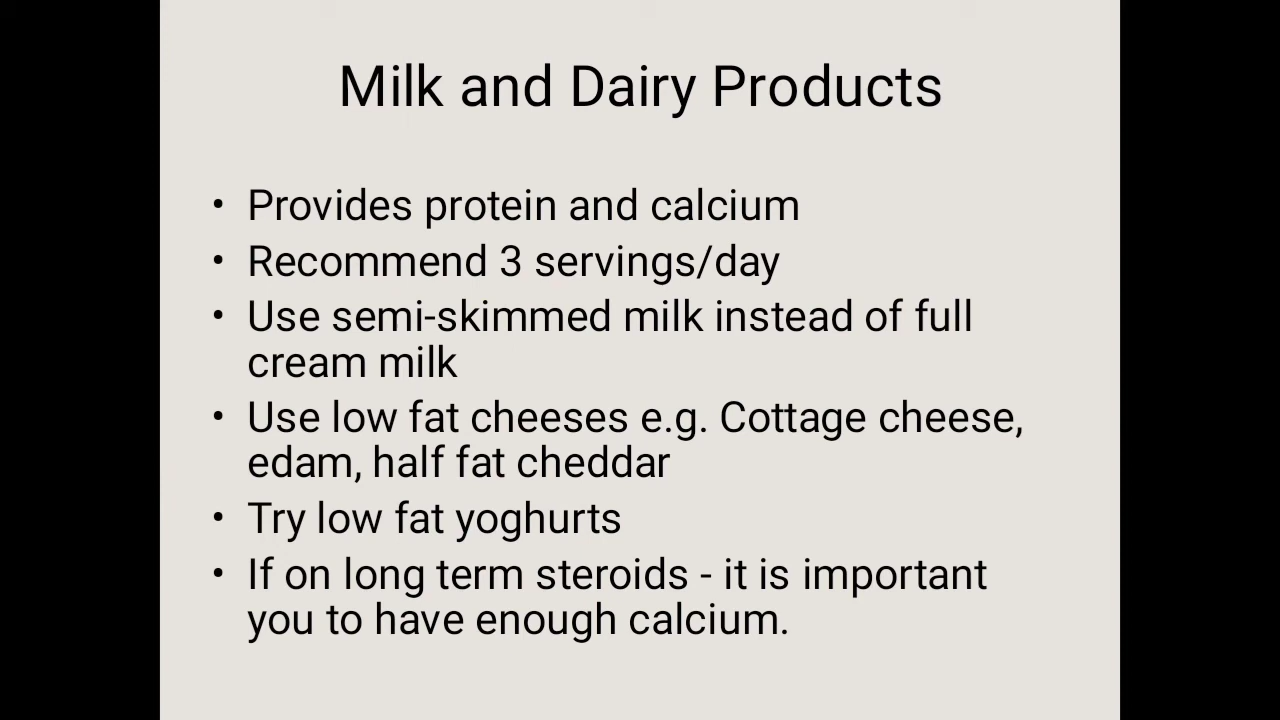 Milk and Dairy Products
• Provides protein and calcium
• Recommend 3 servings/day
• Use semi-skimmed milk instead of full
cream milk
• Use low fat cheeses e.g. Cottage cheese,
edam, half fat cheddar
• Try low fat yoghurts
• If on long term steroids - it is important
you to have enough calcium.